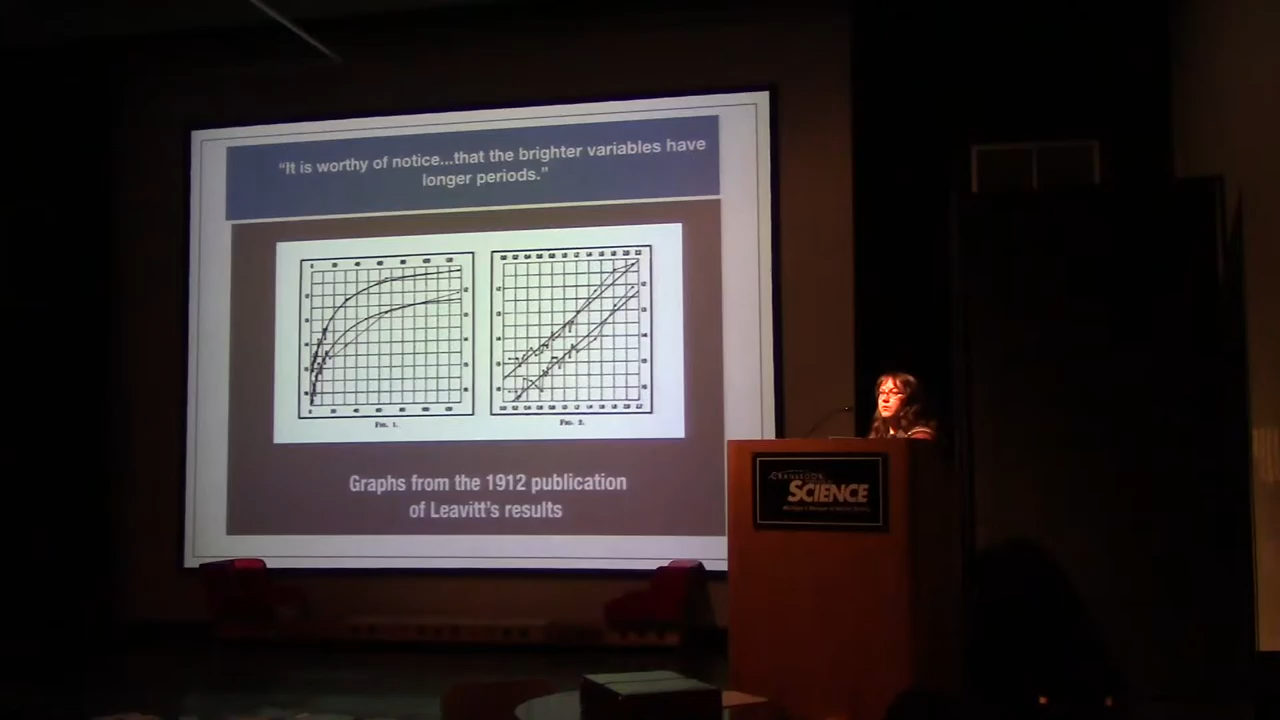 “It is worthy of notice...that the brighter variables have
longer periods.”
FIG. 1.
FIG. 2.
Graphs from the 1912 publication
of Leavitt's results
CRANBROOK
SCIENCE